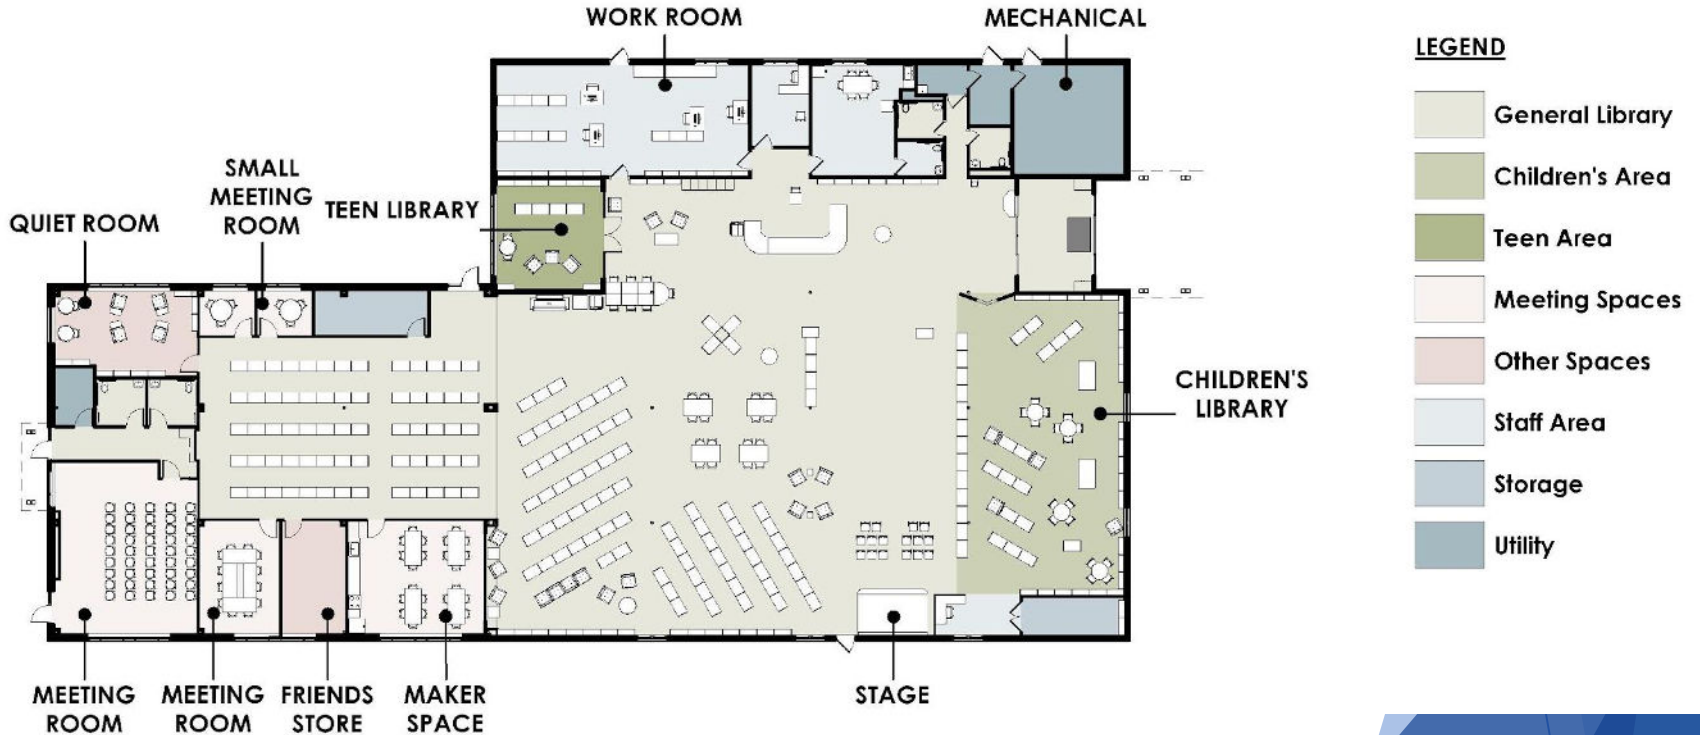 WORK ROOM
MECHANICAL
SMALL
MEETING
ROOM
TEEN LIBRARY
QUIET ROOM
CHILDREN'S
LIBRARY
MEETING
ROOM
MEETING
ROOM
FRIENDS
STORE
MAKER
SPACE
STAGE
LEGEND
General Library
Children's Area
Teen Area
Meeting Spaces
Other Spaces
Staff Area
Storage
Utility